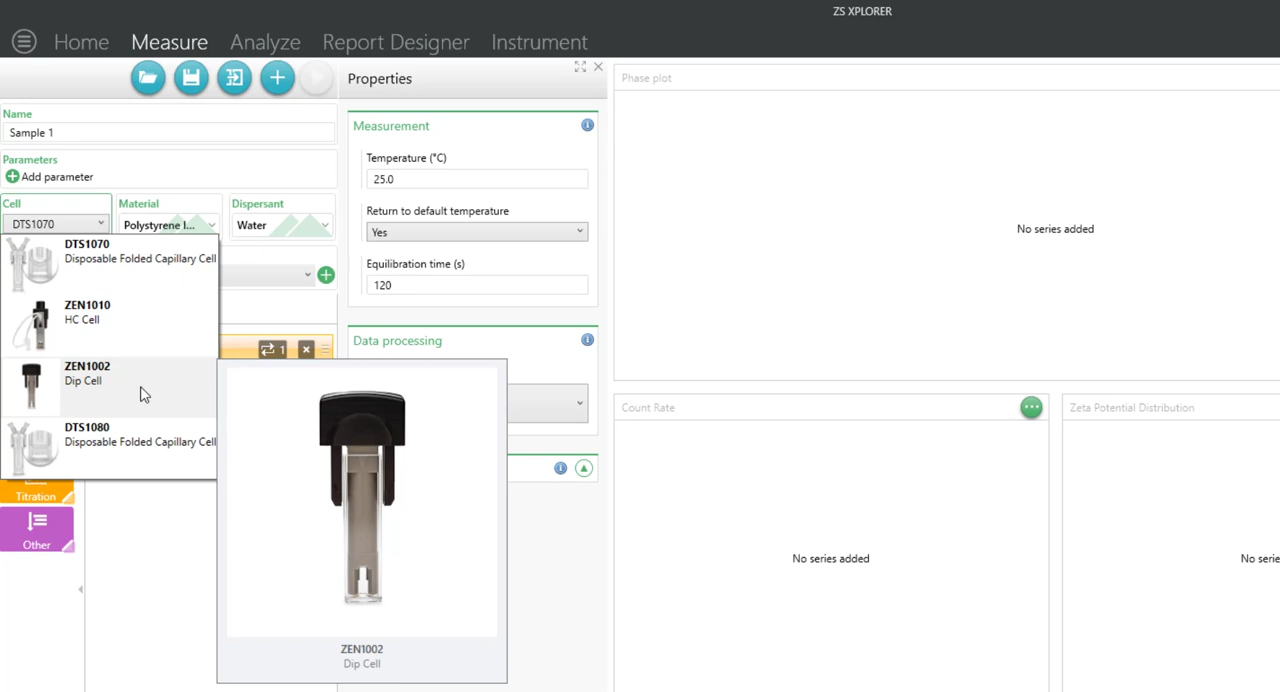 ZS XPLORER
Home Measure Analyze Report Designer Instrument
Name
Sample 1
Parameters
Add parameter
Cell Material Dispersant
DTS1070 Polystyrene l... Water
DTS1070
Disposable Folded Capillary Cell
ZEN1010
HC Cell
ZEN1002
Dip Cell
DTS1080
Disposable Folded Capillary Cell
1
Titration
Other
Properties
Measurement
Temperature (°C)
25.0
Return to default temperature
Yes
Equilibration time (s)
120
Data processing
ZEN1002
Dip Cell
Phase plot
No series added
Count Rate
No series added
Zeta Potential Distribution
No serie